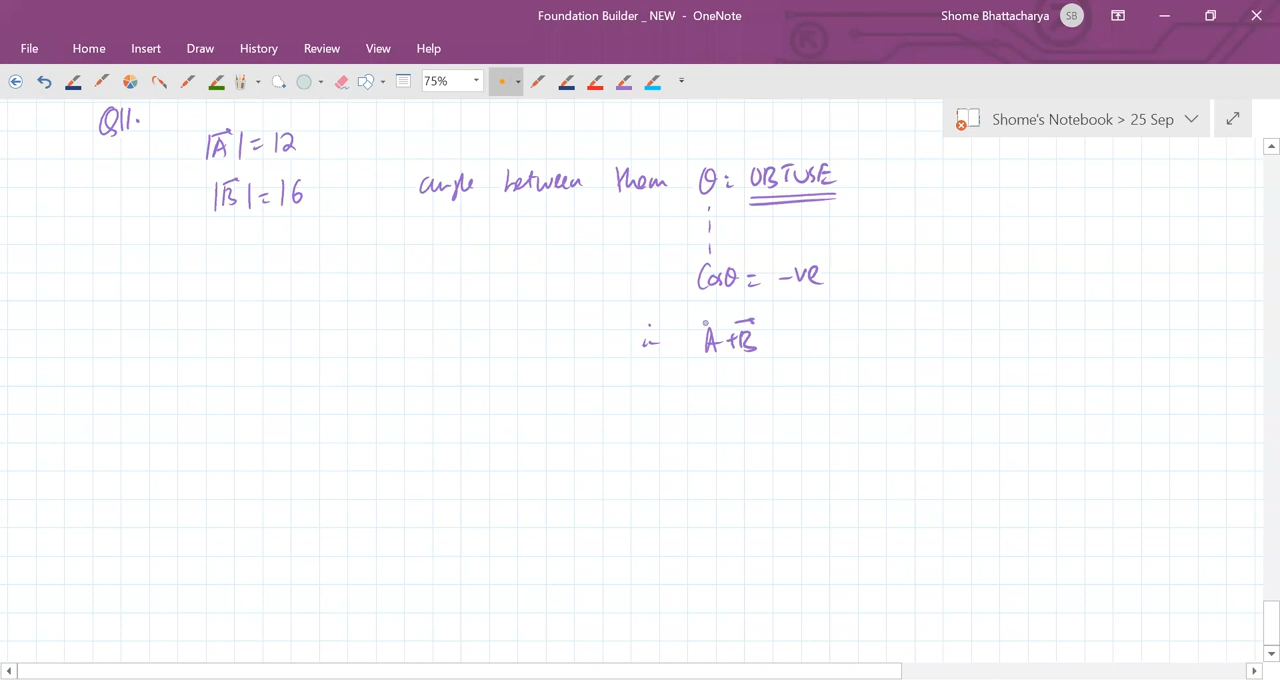 Foundation Builder _ NEW - OneNote
Shome Bhattacharya SB
File Home Insert Draw History Review View Help
75%
Shome's Notebook > 25 Sep
Q11.
|A⃗| = 12
|B⃗| = 16
angle between them θ: OBTUSE
Cosθ = -ve
in A + B⃗